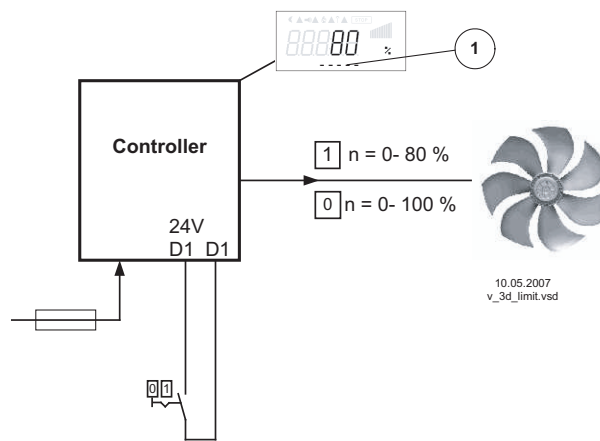 80
%
1
Controller
1 n = 0- 80 %
0 n = 0- 100 %
24V
D1 D1
10.05.2007
v_3d_limit.vsd
0 1